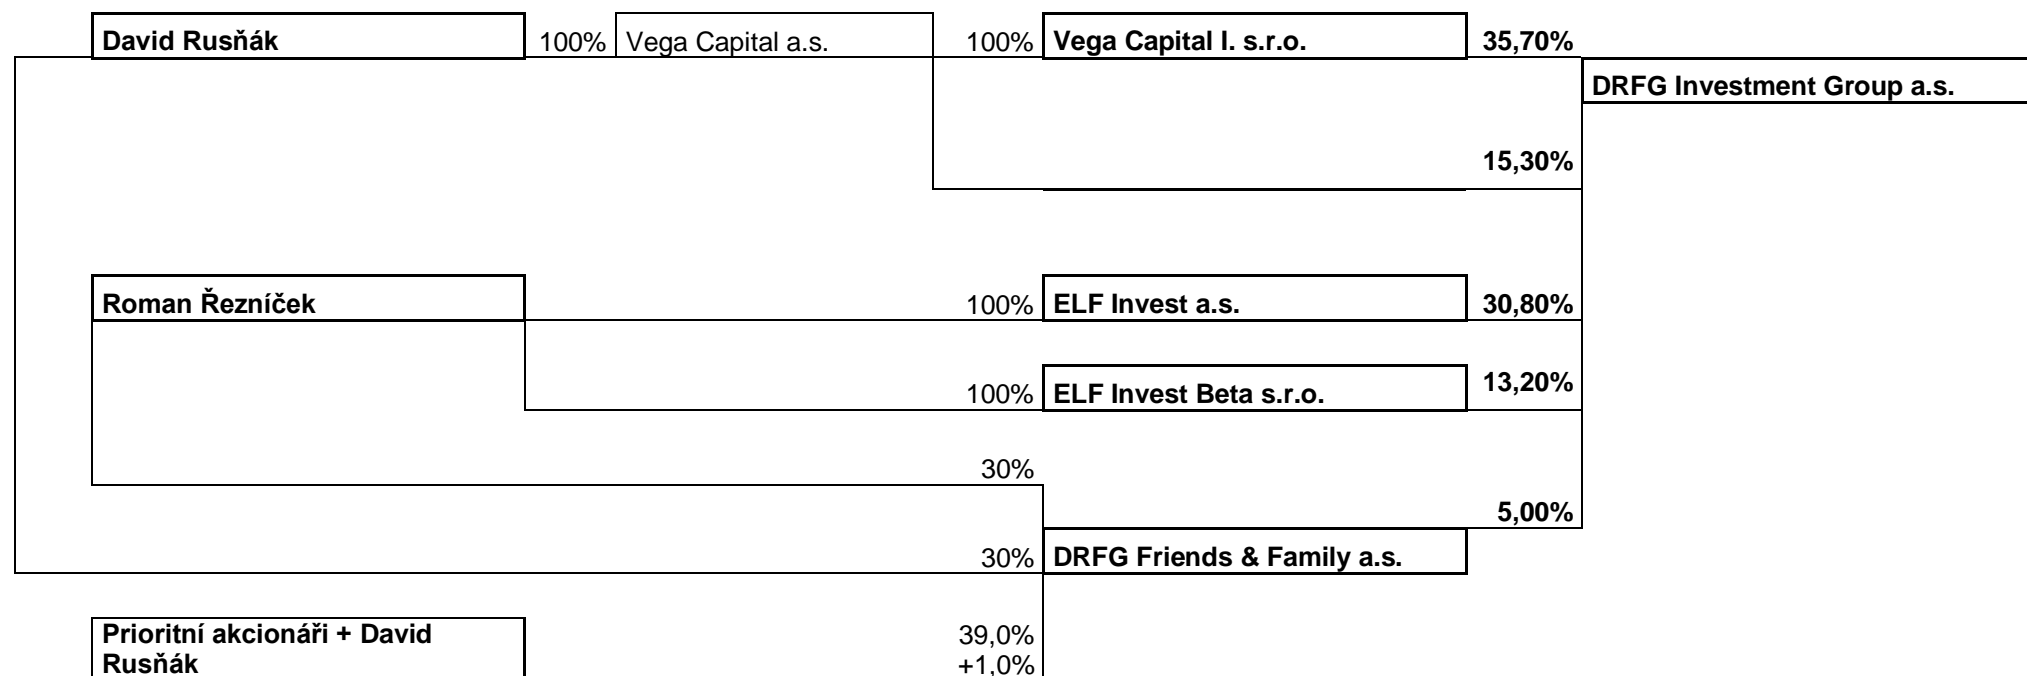 David Rusňák 100% Vega Capital a.s. 100% Vega Capital I. s.r.o. 35,70%
DRFG Investment Group a.s.
15,30%
Roman Řezníček 100% ELF Invest a.s. 30,80%
13,20%
100% ELF Invest Beta s.r.o.
30%
5,00%
30% DRFG Friends & Family a.s.
Prioritní akcionáři + David 39,0%
Rusňák +1,0%